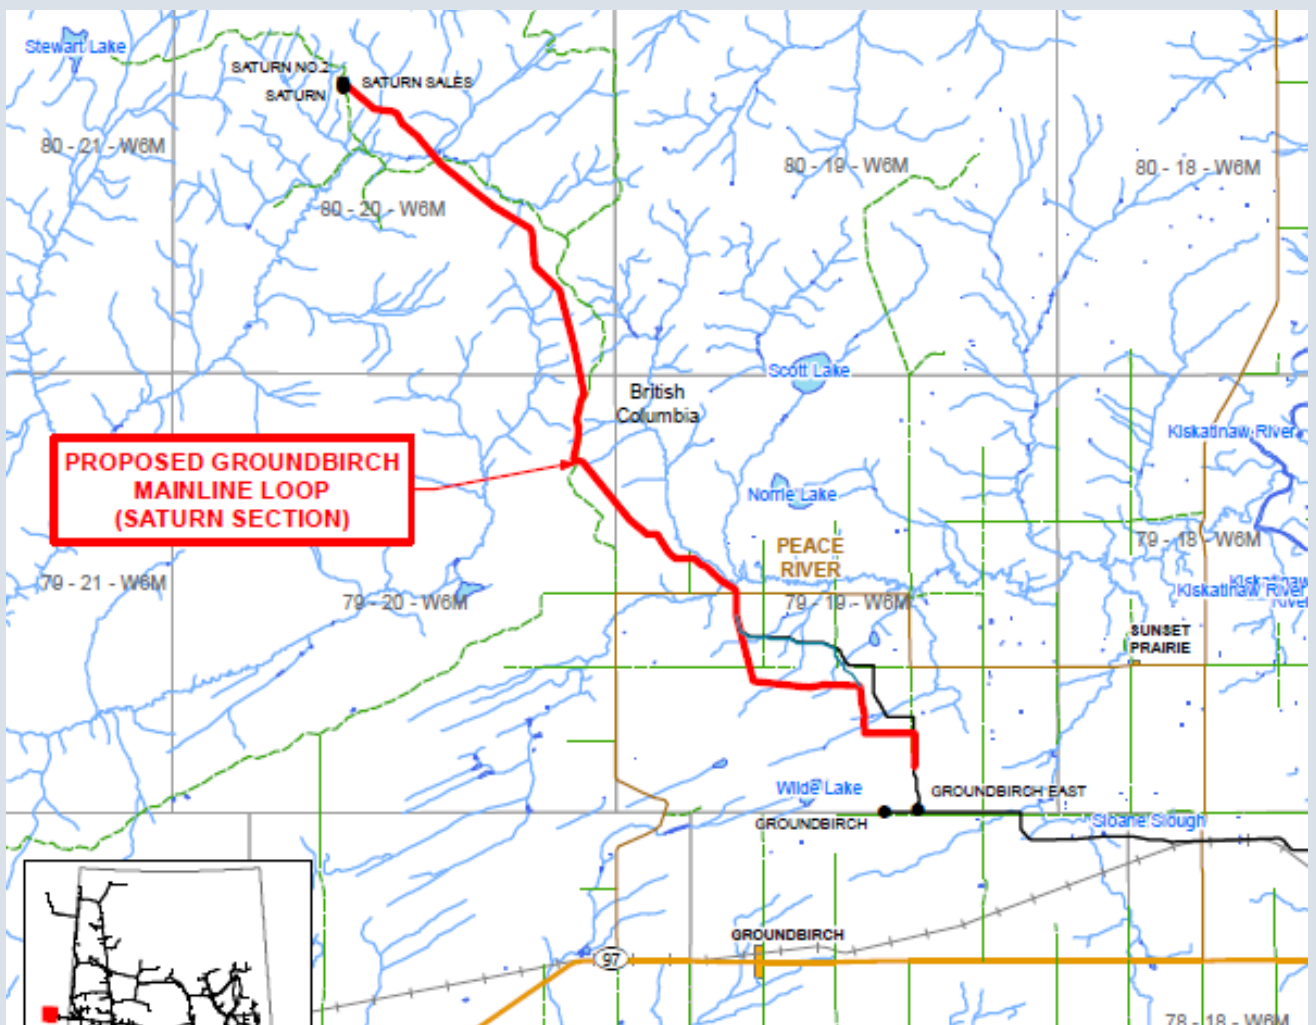 Stewart Lake
SATURN NO.2
SATURN SALES
SATURN
80 - 21 - W6M
80 - 19 - W6M
80 - 18 - W6M
80 - 20 - W6M
Scott Lake
British
Columbia
Kiskatinaw River
PROPOSED GROUNDBIRCH
MAINLINE LOOP
(SATURN SECTION)
Norrie Lake
PEACE
RIVER
79 - 18 - W6M
79 - 21 - W6M
79 - 20 - W6M
79 - 19 - W6M
Kiskatinaw
Kiskatinaw River
River
SUNSET
PRAIRIE
Wilde Lake
GROUNDBIRCH EAST
GROUNDBIRCH
Sloane Slough
GROUNDBIRCH
97
78 - 18 - W6M